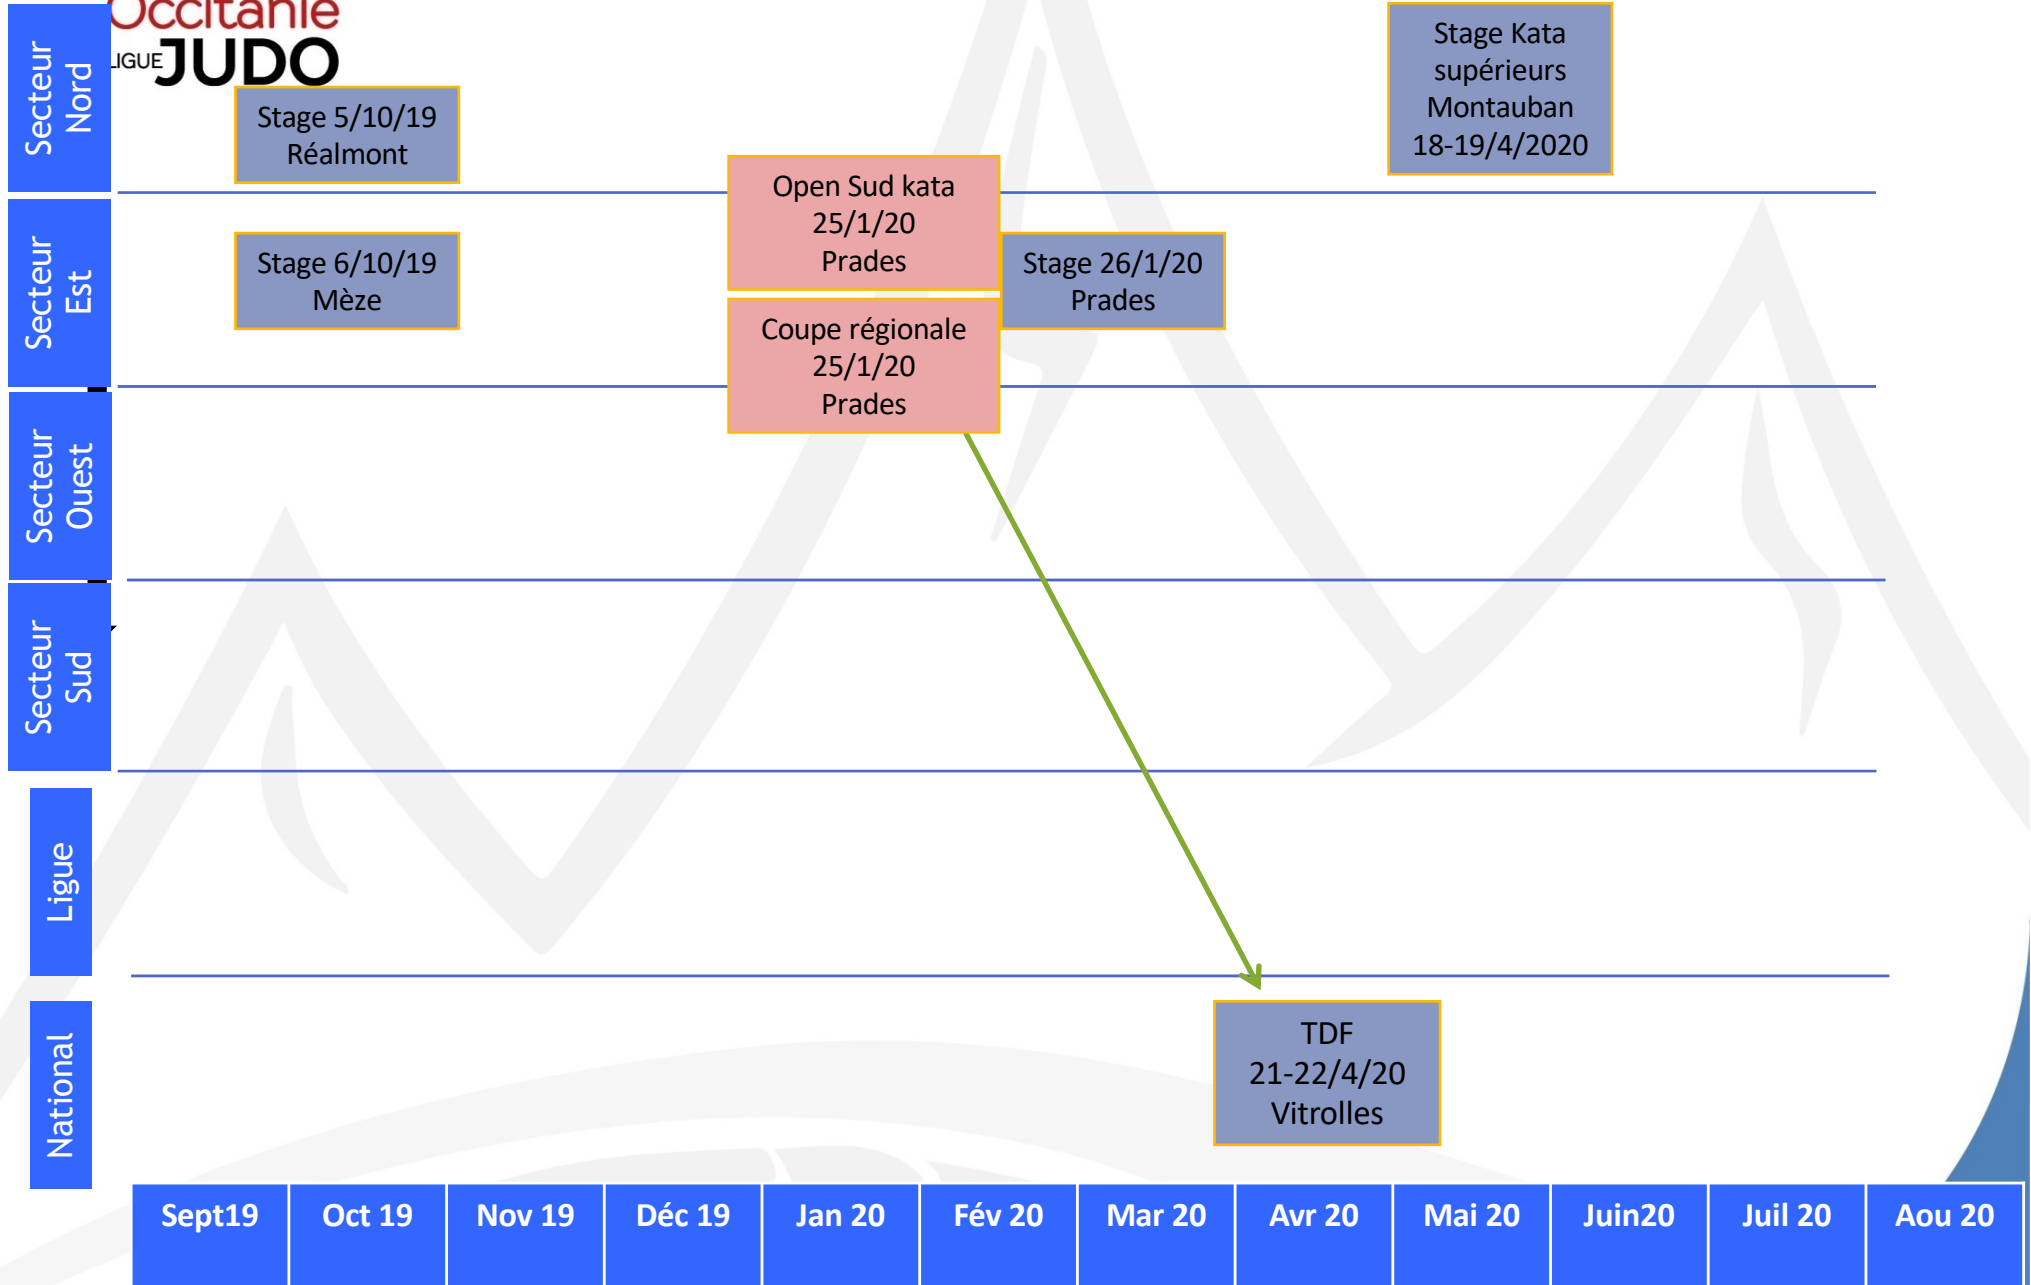 Occitanie
LIGUE JUDO
Secteur
Nord
Stage 5/10/19
Réalmont
Stage Kata
supérieurs
Montauban
18-19/4/2020
Secteur
Est
Stage 6/10/19
Mèze
Open Sud kata
25/1/20
Prades
Stage 26/1/20
Prades
Coupe régionale
25/1/20
Prades
Secteur
Ouest
Secteur
Sud
Ligue
National
TDF
21-22/4/20
Vitrolles
Sept19 Oct 19 Nov 19 Déc 19 Jan 20 Fév 20 Mar 20 Avr 20 Mai 20 Juin20 Juil 20 Aou 20